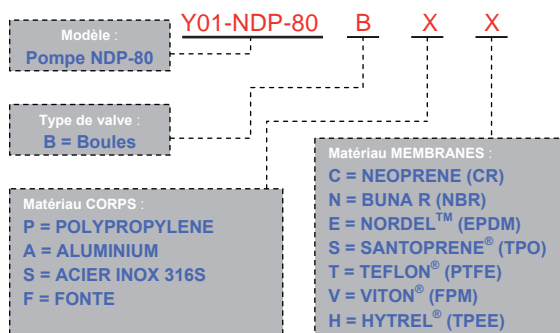 Y01-NDP-80 B X X
Modèle :
Pompe NDP-80
Type de valve :
B = Boules
Matériau CORPS :
P = POLYPROPYLENE
A = ALUMINIUM
S = ACIER INOX 316S
F = FONTE
Matériau MEMBRANES :
C = NEOPRENE (CR)
N = BUNA R (NBR)
E = NORDEL™ (EPDM)
S = SANTOPRENE® (TPO)
T = TEFLON® (PTFE)
V = VITON® (FPM)
H = HYTREL® (TPEE)